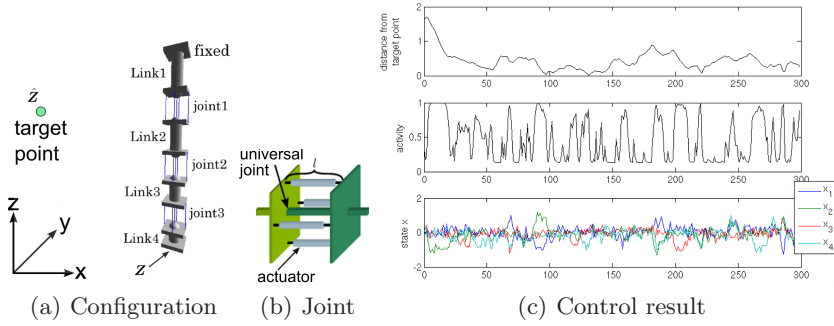 fixed
Link1
joint1
Link2
joint2
Link3
joint3
Link4
z
ẑ
target
point
z
y
x
universal
joint
l
actuator
(a) Configuration
(b) Joint
distance from
target point
2
1
0
0 50 100 150 200 250 300
activity
1
0.5
0
0 50 100 150 200 250 300
state x
2
0
-2
0 50 100 150 200 250 300
x1
x2
x3
x4
(c) Control result